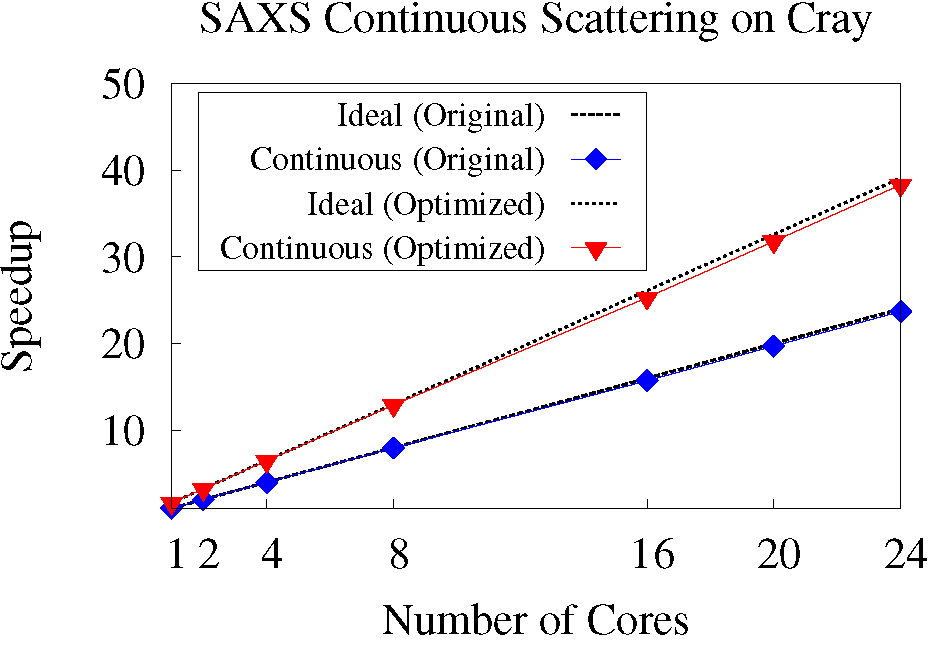 SAXS Continuous Scattering on Cray
50
40
30
20
10
Speedup
Ideal (Original)
Continuous (Original)
Ideal (Optimized)
Continuous (Optimized)
1 2 4 8 16 20 24
Number of Cores